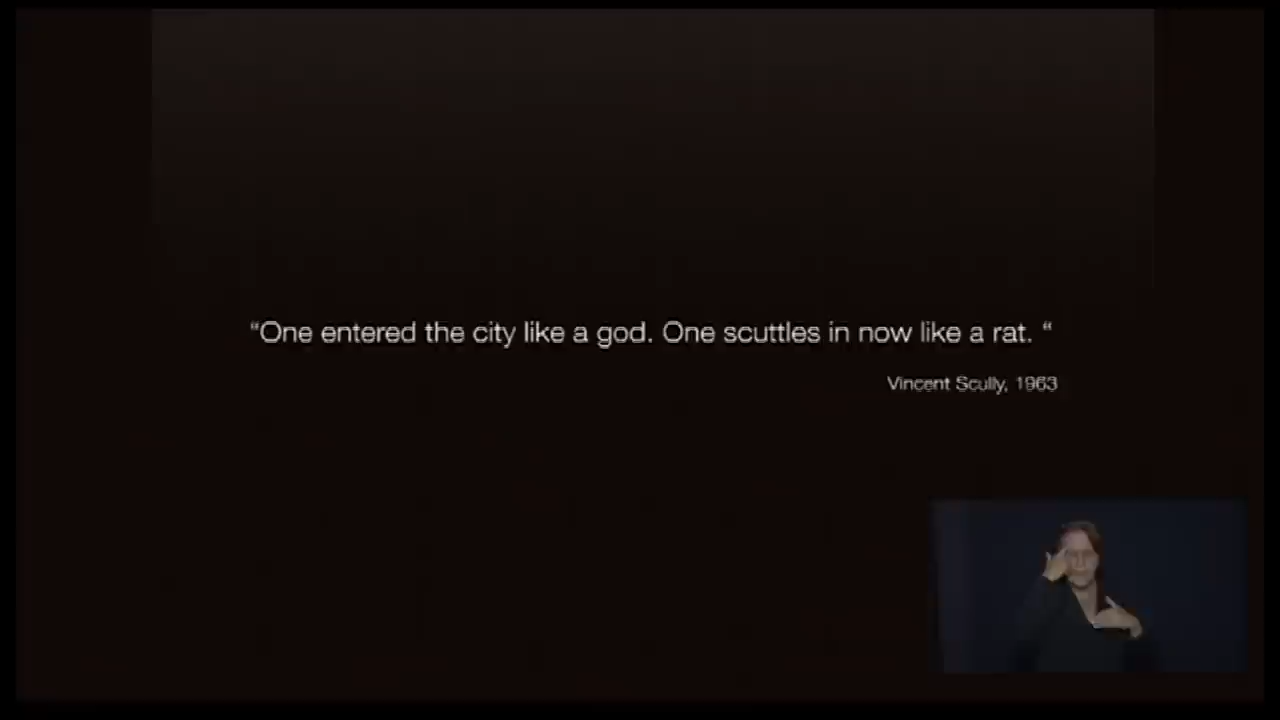 “One entered the city like a god. One scuttles in now like a rat. “
Vincent Scully, 1963